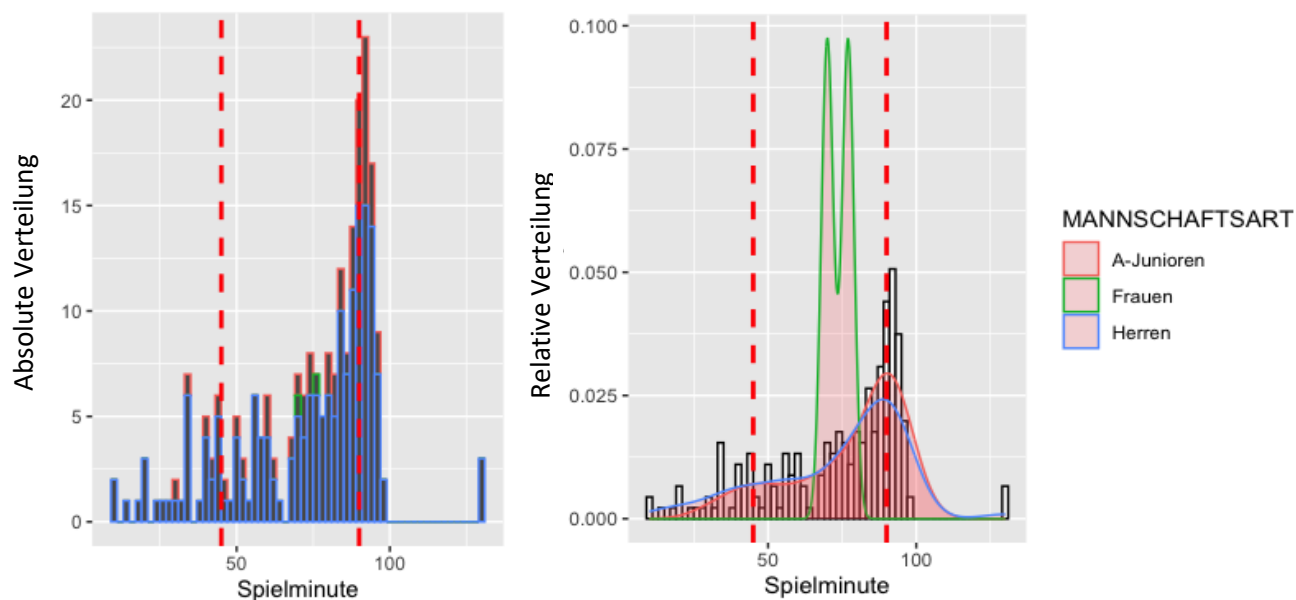 Absolute Verteilung
20
15
10
5
0
50
100
Spielminute
Relative Verteilung
0.100
0.075
0.050
0.025
0.000
50
100
Spielminute
MANNSCHAFTSART
A-Junioren
Frauen
Herren